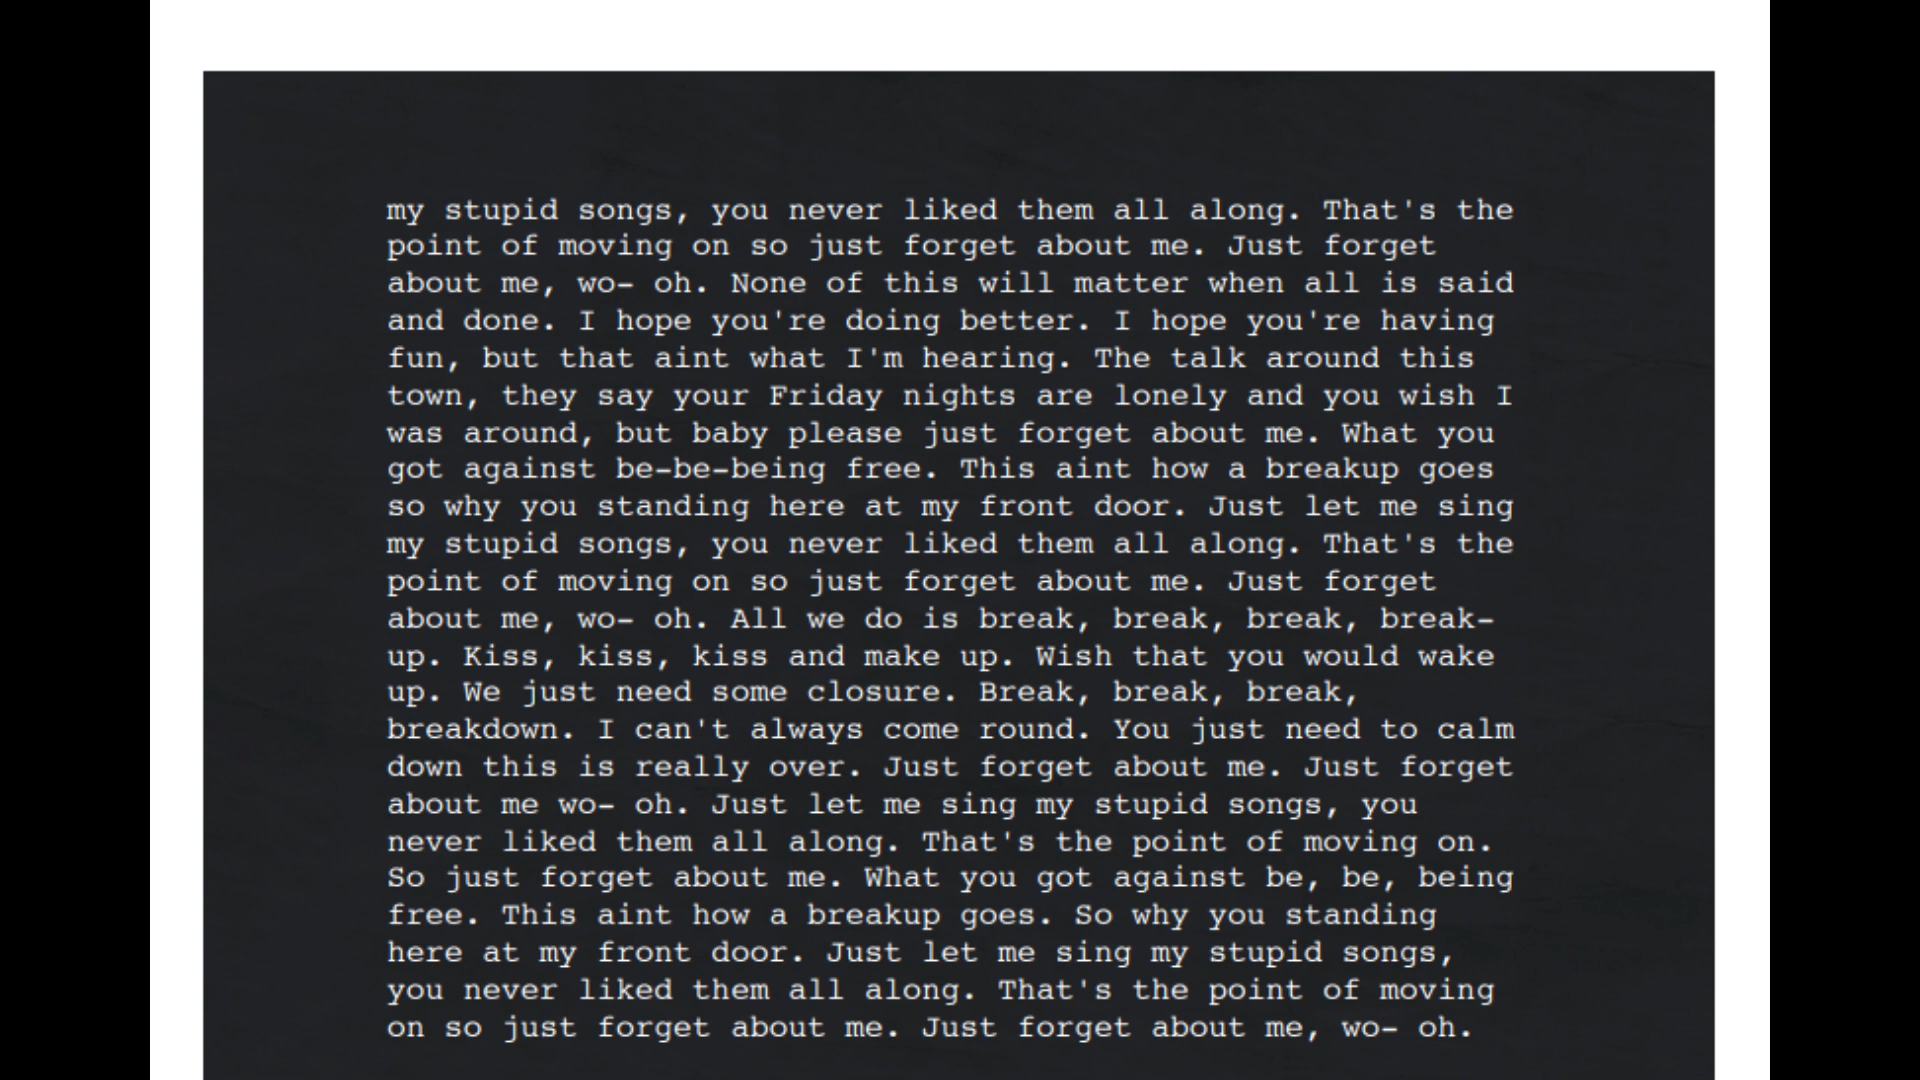 my stupid songs, you never liked them all along. That's the
point of moving on so just forget about me. Just forget
about me, wo- oh. None of this will matter when all is said
and done. I hope you're doing better. I hope you're having
fun, but that aint what I'm hearing. The talk around this
town, they say your Friday nights are lonely and you wish I
was around, but baby please just forget about me. What you
got against be-be-being free. This aint how a breakup goes
so why you standing here at my front door. Just let me sing
my stupid songs, you never liked them all along. That's the
point of moving on so just forget about me. Just forget
about me, wo- oh. All we do is break, break, break, break-
up. Kiss, kiss, kiss and make up. Wish that you would wake
up. We just need some closure. Break, break, break,
breakdown. I can't always come round. You just need to calm
down this is really over. Just forget about me. Just forget
about me wo- oh. Just let me sing my stupid songs, you
never liked them all along. That's the point of moving on.
So just forget about me. What you got against be, be, being
free. This aint how a breakup goes. So why you standing
here at my front door. Just let me sing my stupid songs,
you never liked them all along. That's the point of moving
on so just forget about me. Just forget about me, wo- oh.